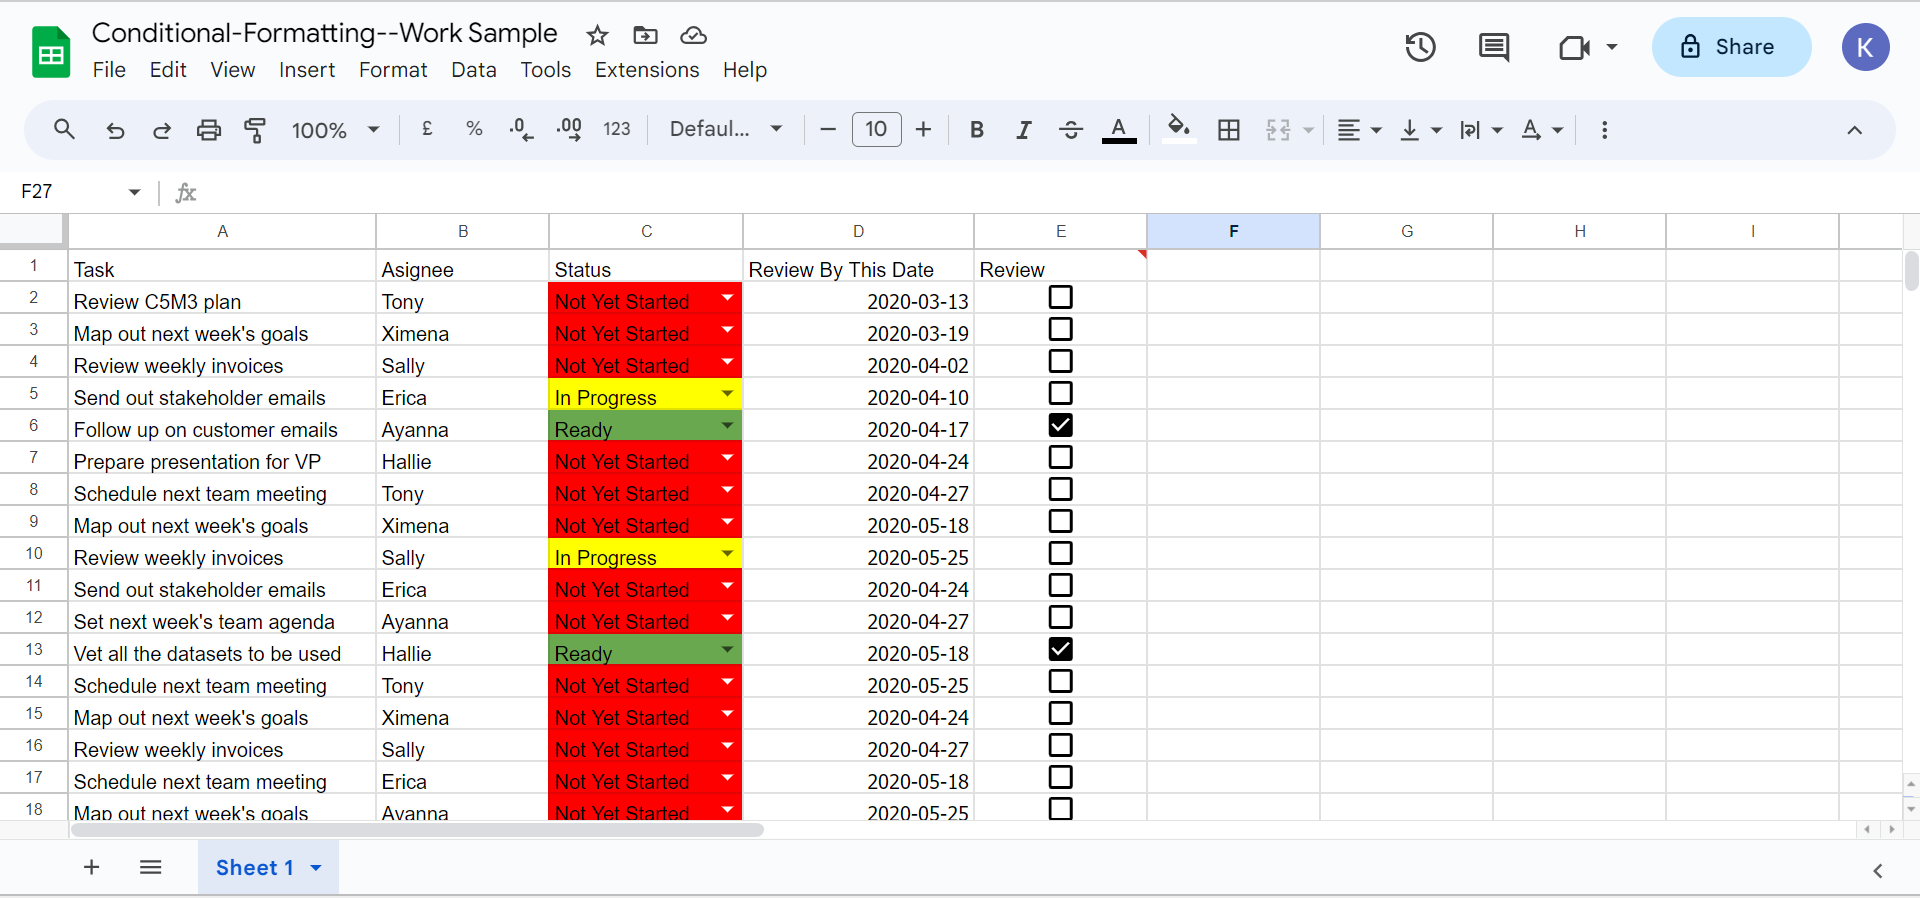 Conditional-Formatting--Work Sample
File Edit View Insert Format Data Tools Extensions Help
Share K
100% £ % .0 .00 123 Defaul... 10 B I S A A
F27 fx
A B C D E F G H I
1 Task Asignee Status Review By This Date Review
2 Review C5M3 plan Tony Not Yet Started 2020-03-13
3 Map out next week's goals Ximena Not Yet Started 2020-03-19
4 Review weekly invoices Sally Not Yet Started 2020-04-02
5 Send out stakeholder emails Erica In Progress 2020-04-10
6 Follow up on customer emails Ayanna Ready 2020-04-17
7 Prepare presentation for VP Hallie Not Yet Started 2020-04-24
8 Schedule next team meeting Tony Not Yet Started 2020-04-27
9 Map out next week's goals Ximena Not Yet Started 2020-05-18
10 Review weekly invoices Sally In Progress 2020-05-25
11 Send out stakeholder emails Erica Not Yet Started 2020-04-24
12 Set next week's team agenda Ayanna Not Yet Started 2020-04-27
13 Vet all the datasets to be used Hallie Ready 2020-05-18
14 Schedule next team meeting Tony Not Yet Started 2020-05-25
15 Map out next week's goals Ximena Not Yet Started 2020-04-24
16 Review weekly invoices Sally Not Yet Started 2020-04-27
17 Schedule next team meeting Erica Not Yet Started 2020-05-18
18 Map out next week's goals Ayanna Not Yet Started 2020-05-25
Sheet 1